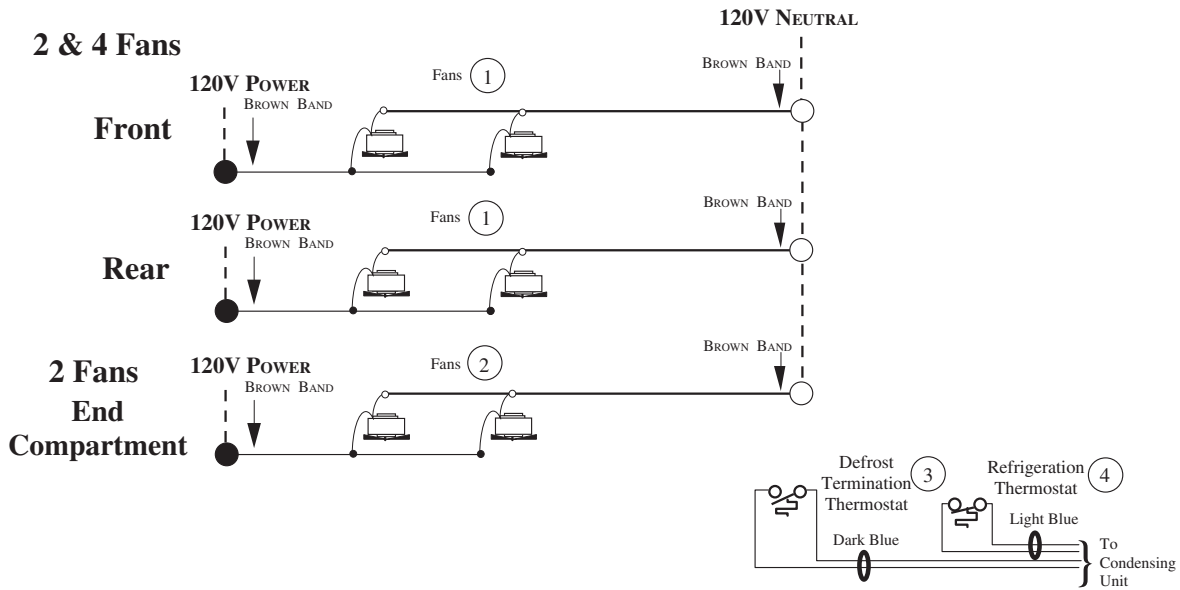 120V NEUTRAL
2 & 4 Fans
BROWN BAND
Fans 1
120V POWER
BROWN BAND
Front
120V POWER
BROWN BAND
Fans 1
BROWN BAND
Rear
2 Fans
End
Compartment
120V POWER
BROWN BAND
Fans 2
BROWN BAND
Defrost
Termination
Thermostat
3
Refrigeration
Thermostat
4
Light Blue
Dark Blue
To
Condensing
Unit